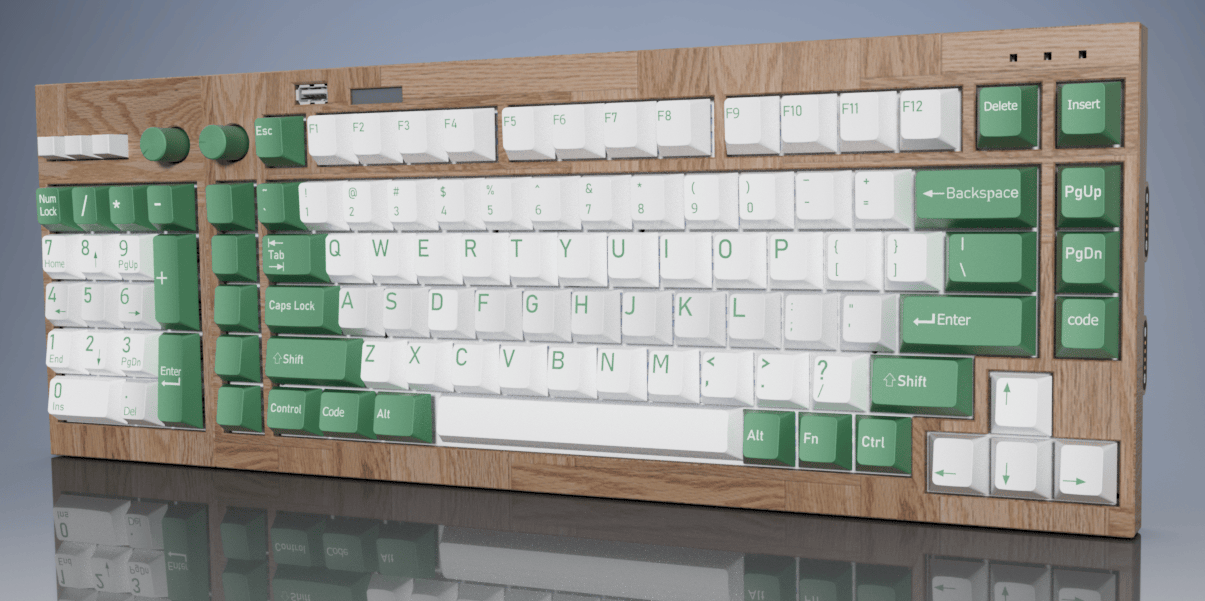 Esc F1 F2 F3 F4 F5 F6 F7 F8 F9 F10 F11 F12 Delete Insert
Num Lock / * - ! 1 @ 2 # 3 $ 4 % 5 ^ 6 & 7 * 8 ( 9 ) 0 - - + = ←Backspace PgUp
7 Home 8 ↑ 9 PgUp + Tab Q W E R T Y U I O P { [ } ] | \ PgDn
4 ← 5 6 → Caps Lock A S D F G H J K L : ; " ' Enter code
1 End 2 ↓ 3 PgDn Enter ⇧Shift Z X C V B N M < , > . ? / ⇧Shift ↑
0 Ins . Del Control Code Alt Alt Fn Ctrl ← ↓ →